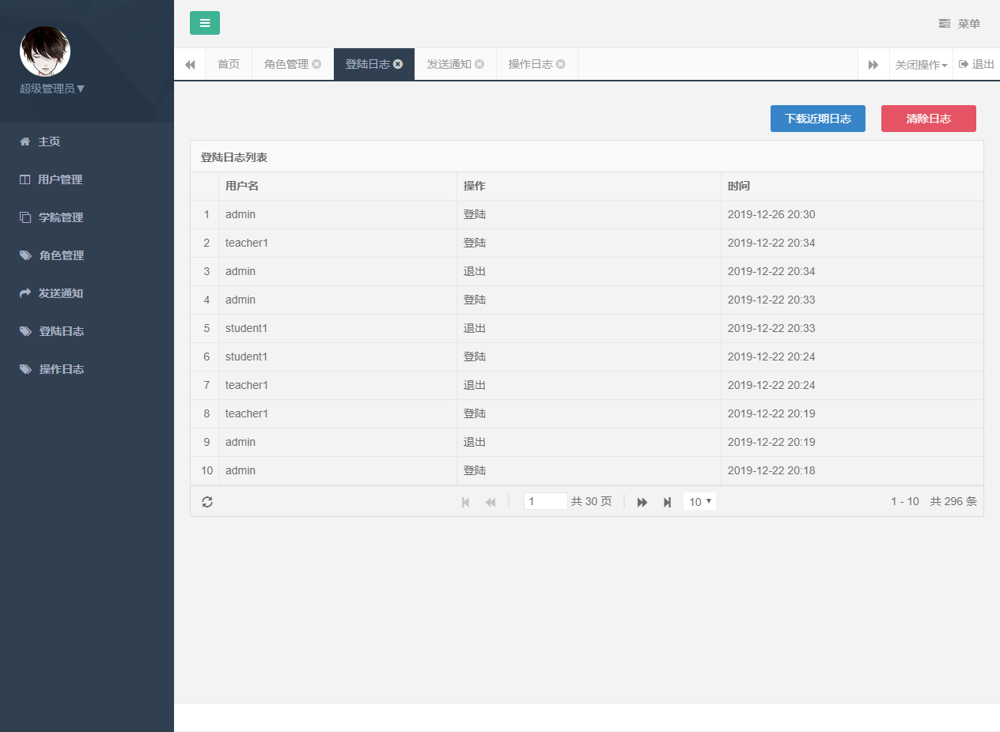 超级管理员▼
主页
用户管理
学院管理
角色管理
发送通知
登陆日志
操作日志
菜单
首页 角色管理 登陆日志 发送通知 操作日志 关闭操作 退出
下载近期日志 清除日志
登陆日志列表
用户名 操作 时间
1 admin 登陆 2019-12-26 20:30
2 teacher1 登陆 2019-12-22 20:34
3 admin 退出 2019-12-22 20:34
4 admin 登陆 2019-12-22 20:33
5 student1 退出 2019-12-22 20:33
6 student1 登陆 2019-12-22 20:24
7 teacher1 退出 2019-12-22 20:24
8 teacher1 登陆 2019-12-22 20:19
9 admin 退出 2019-12-22 20:19
10 admin 登陆 2019-12-22 20:18
1 共 30 页 10 1 - 10 共 296 条